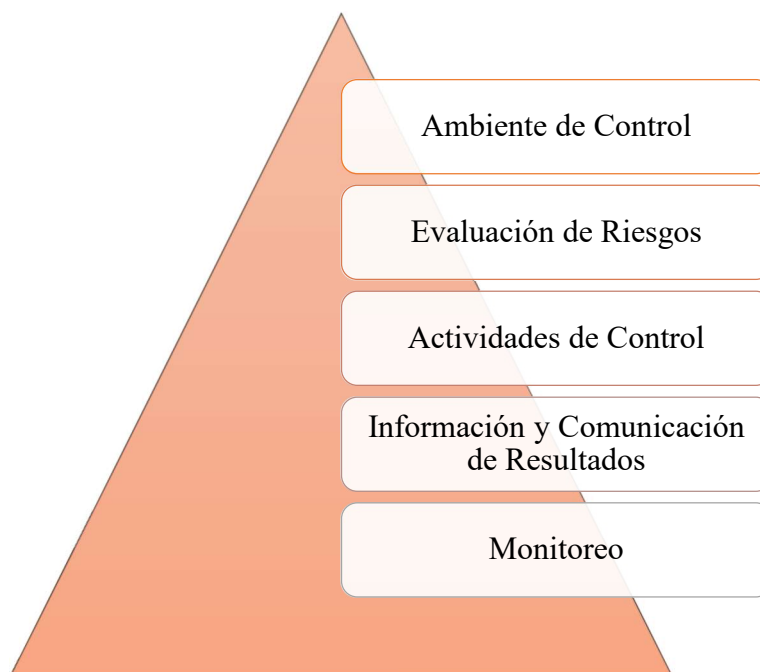 Ambiente de Control
Evaluación de Riesgos
Actividades de Control
Información y Comunicación
de Resultados
Monitoreo